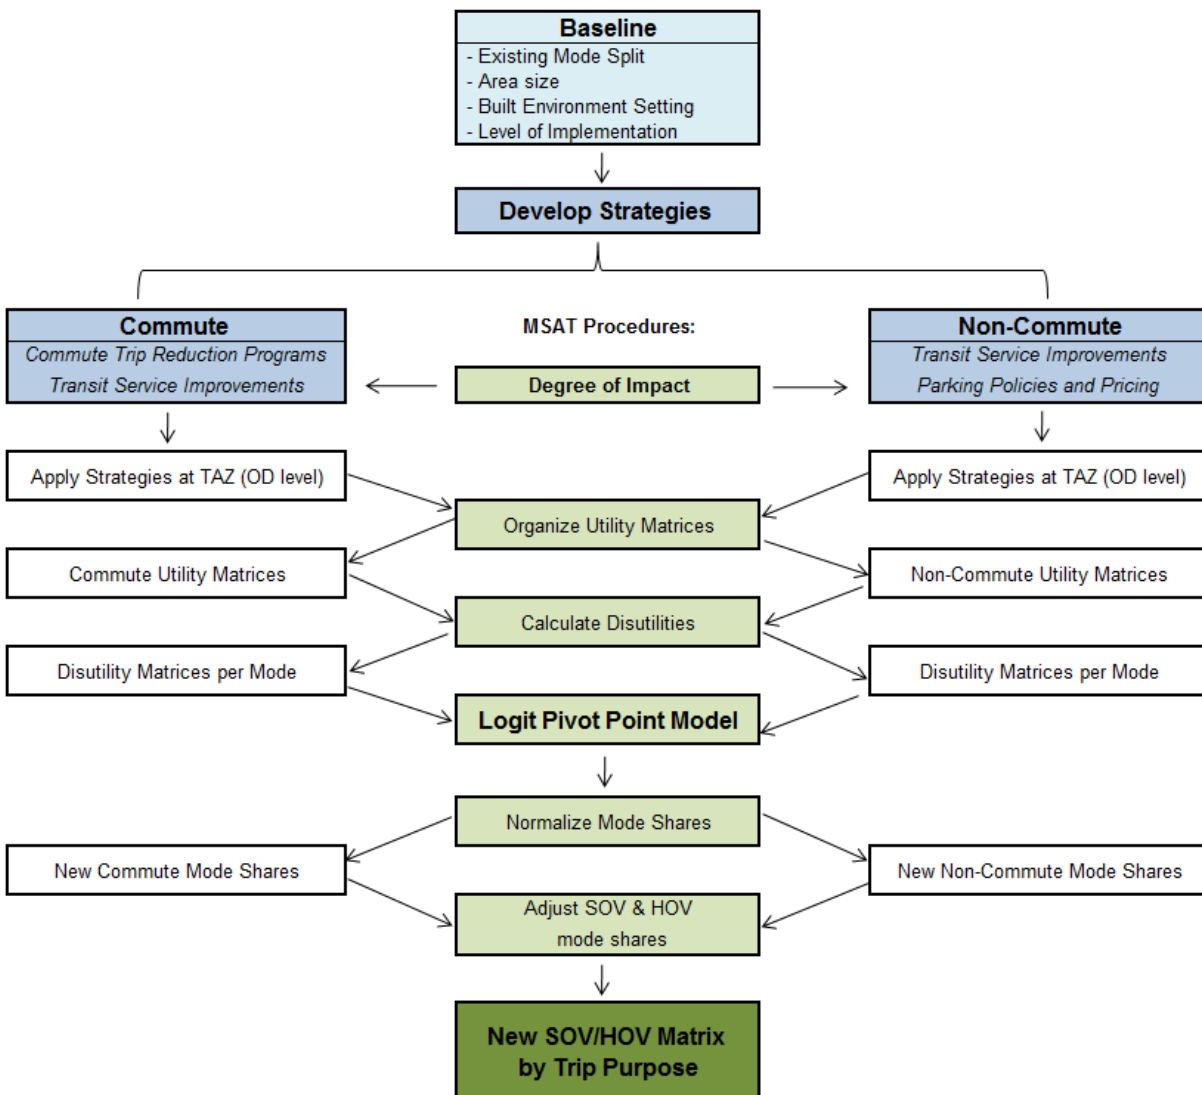 Baseline
- Existing Mode Split
- Area size
- Built Environment Setting
- Level of Implementation
Develop Strategies
Commute
Commute Trip Reduction Programs
Transit Service Improvements
MSAT Procedures:
Degree of Impact
Non-Commute
Transit Service Improvements
Parking Policies and Pricing
Apply Strategies at TAZ (OD level)
Apply Strategies at TAZ (OD level)
Organize Utility Matrices
Commute Utility Matrices
Non-Commute Utility Matrices
Calculate Disutilities
Disutility Matrices per Mode
Disutility Matrices per Mode
Logit Pivot Point Model
Normalize Mode Shares
New Commute Mode Shares
New Non-Commute Mode Shares
Adjust SOV & HOV
mode shares
New SOV/HOV Matrix
by Trip Purpose